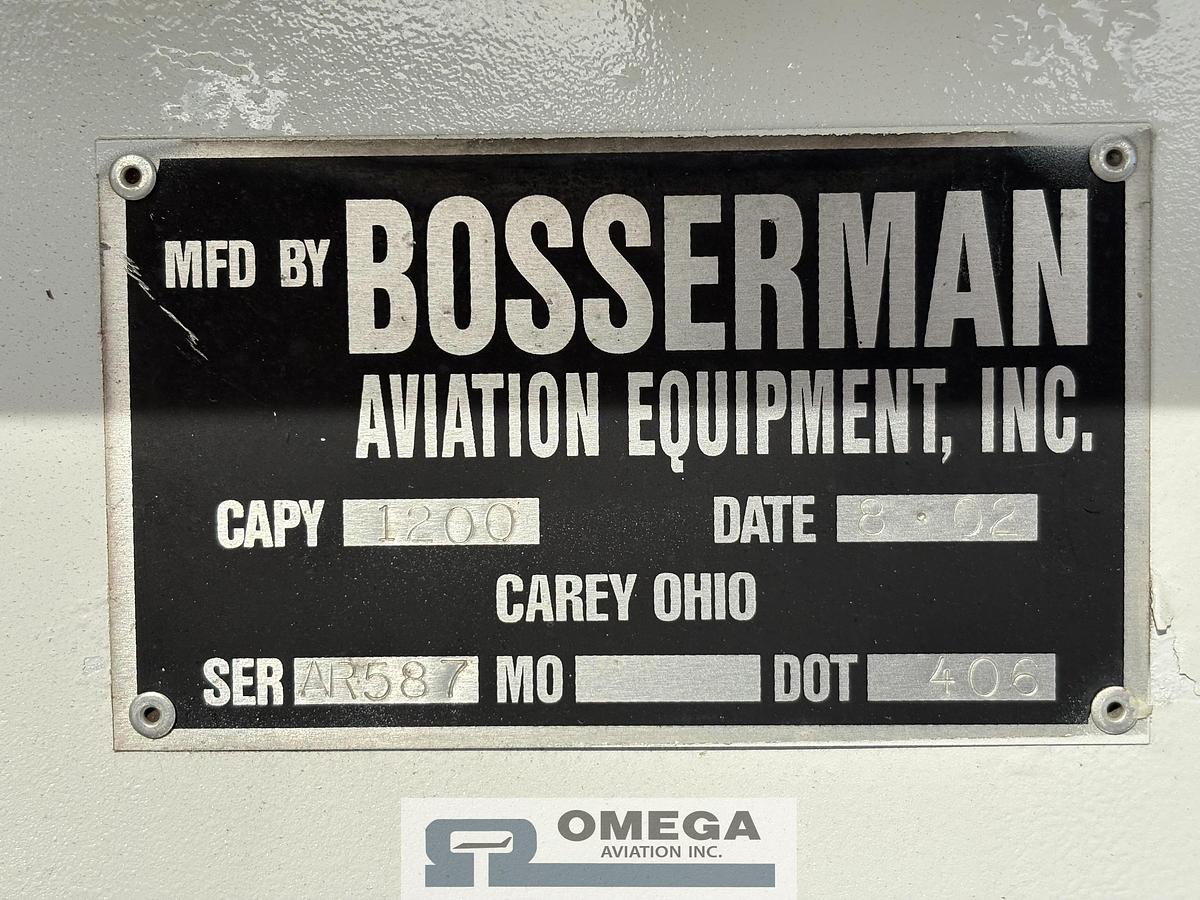 MFD BY BOSSERMAN
AVIATION EQUIPMENT, INC.
CAPY 1200 DATE 8 · 02
CAREY OHIO
SER AR587 MO DOT 406
OMEGA
AVIATION INC.